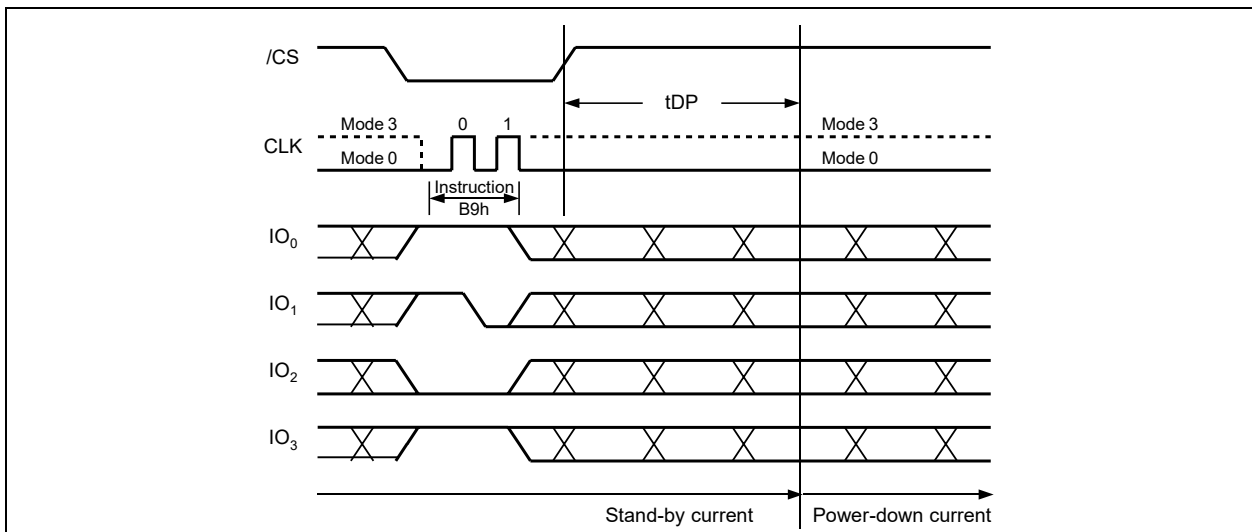 /CS
tDP
Mode 3 0 1 Mode 3
CLK
Mode 0 Mode 0
Instruction
B9h
IO0
IO1
IO2
IO3
Stand-by current Power-down current